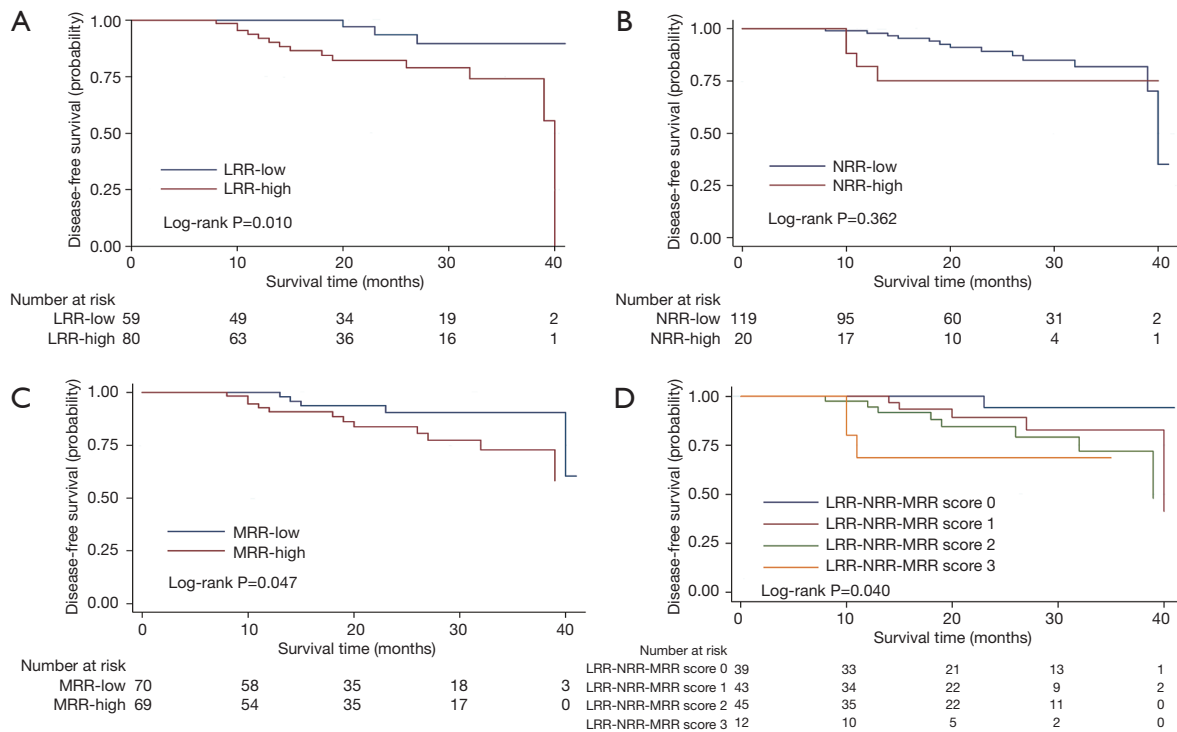 A
Disease-free survival (probability)
1.00
0.75
0.50
0.25
0.00
LRR-low
LRR-high
Log-rank P=0.010
0 10 20 30 40
Survival time (months)
Number at risk
LRR-low 59 49 34 19 2
LRR-high 80 63 36 16 1
B
Disease-free survival (probability)
1.00
0.75
0.50
0.25
0.00
NRR-low
NRR-high
Log-rank P=0.362
0 10 20 30 40
Survival time (months)
Number at risk
NRR-low 119 95 60 31 2
NRR-high 20 17 10 4 1
C
Disease-free survival (probability)
1.00
0.75
0.50
0.25
0.00
MRR-low
MRR-high
Log-rank P=0.047
0 10 20 30 40
Survival time (months)
Number at risk
MRR-low 70 58 35 18 3
MRR-high 69 54 35 17 0
D
Disease-free survival (probability)
1.00
0.75
0.50
0.25
0.00
LRR-NRR-MRR score 0
LRR-NRR-MRR score 1
LRR-NRR-MRR score 2
LRR-NRR-MRR score 3
Log-rank P=0.040
0 10 20 30 40
Survival time (months)
Number at risk
LRR-NRR-MRR score 0 39 33 21 13 1
LRR-NRR-MRR score 1 43 34 22 9 2
LRR-NRR-MRR score 2 45 35 22 11 0
LRR-NRR-MRR score 3 12 10 5 2 0